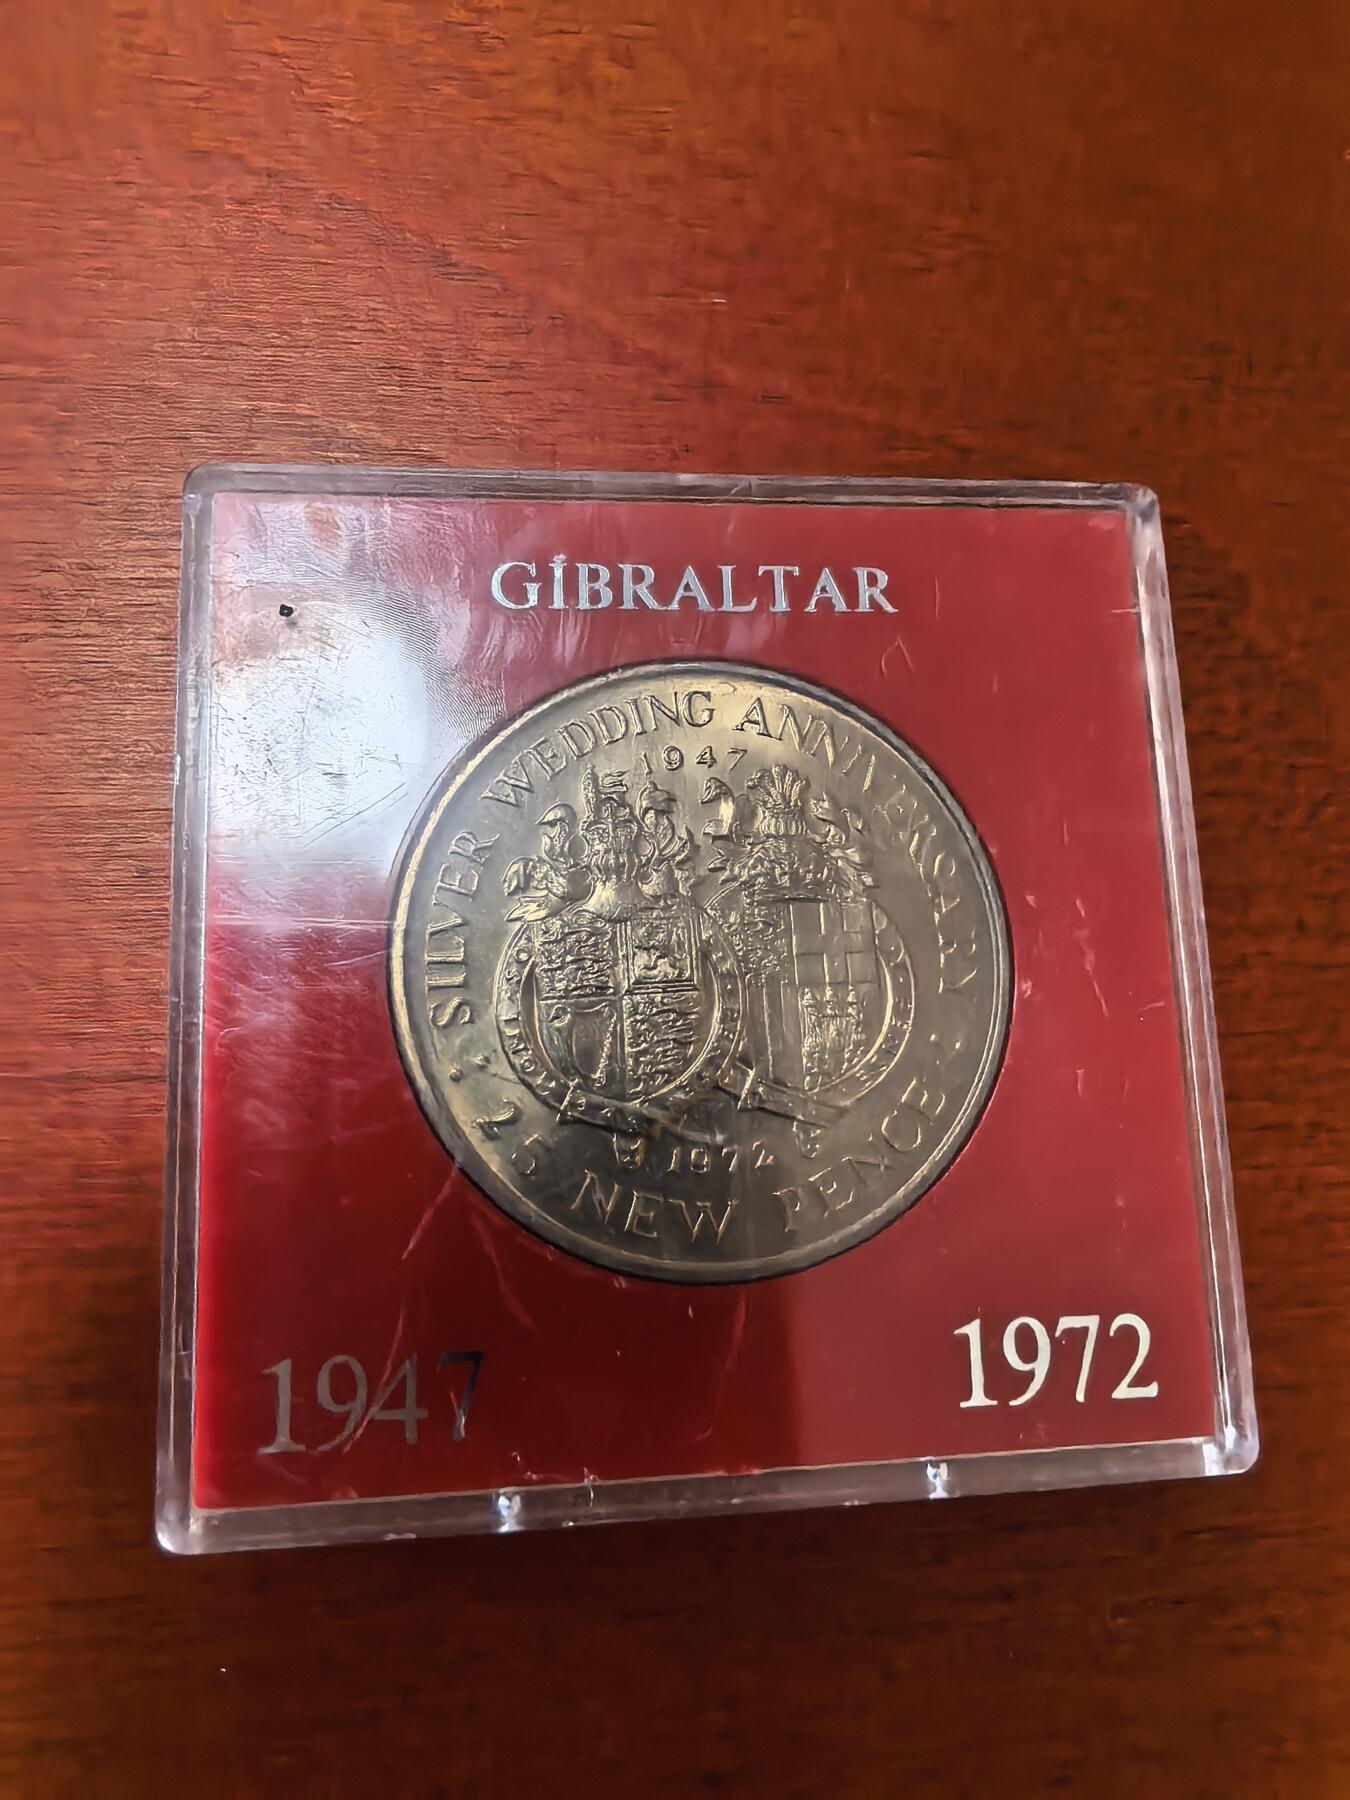 GİBRALTAR
SILVER WEDDING ANNIVERSARY
1947
1972
25 NEW PENCE
1947
1972